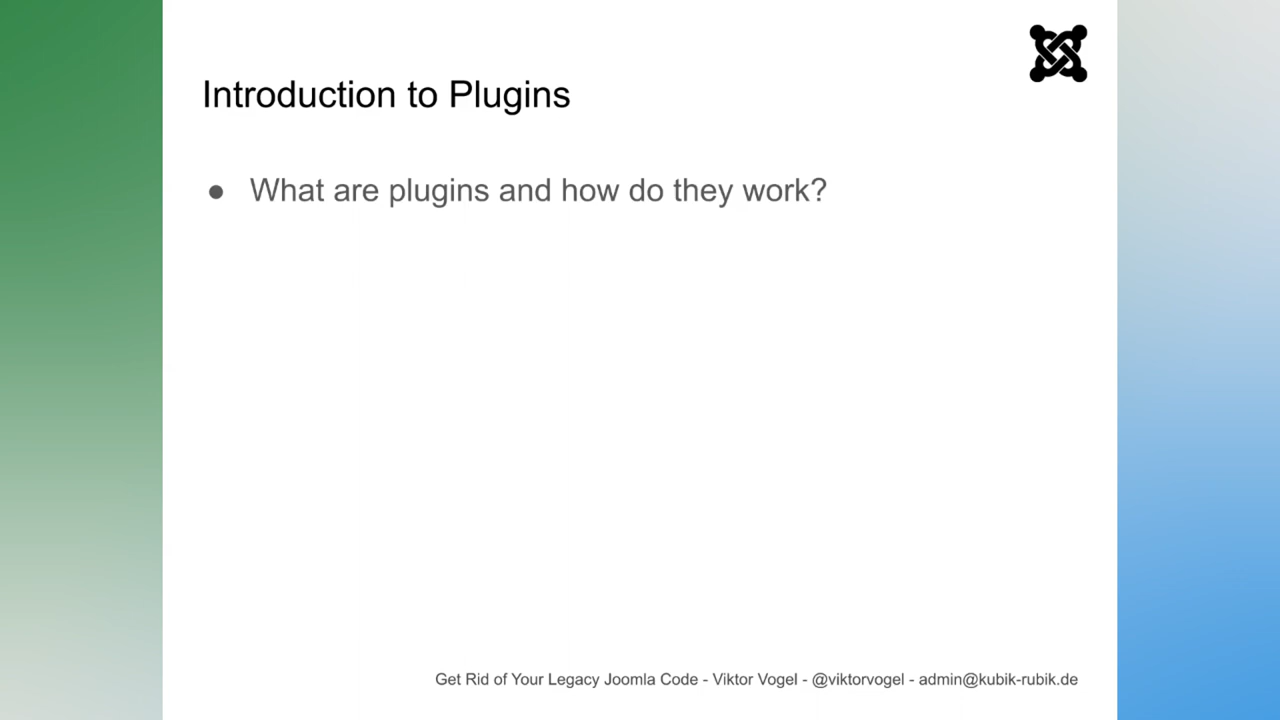 Introduction to Plugins
● What are plugins and how do they work?
Get Rid of Your Legacy Joomla Code - Viktor Vogel - @viktorvogel - admin@kubik-rubik.de